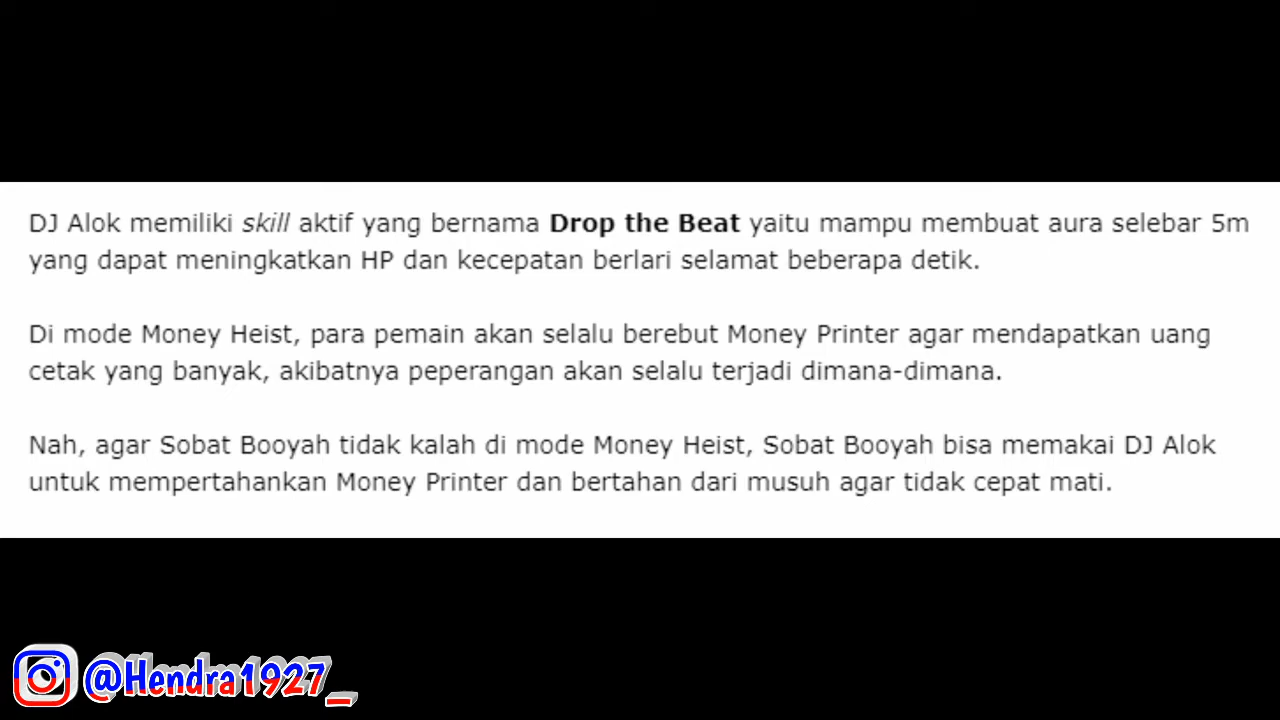 DJ Alok memiliki skill aktif yang bernama Drop the Beat yaitu mampu membuat aura selebar 5m
yang dapat meningkatkan HP dan kecepatan berlari selamat beberapa detik.
Di mode Money Heist, para pemain akan selalu berebut Money Printer agar mendapatkan uang
cetak yang banyak, akibatnya peperangan akan selalu terjadi dimana-dimana.
Nah, agar Sobat Booyah tidak kalah di mode Money Heist, Sobat Booyah bisa memakai DJ Alok
untuk mempertahankan Money Printer dan bertahan dari musuh agar tidak cepat mati.
@Hendra1927_